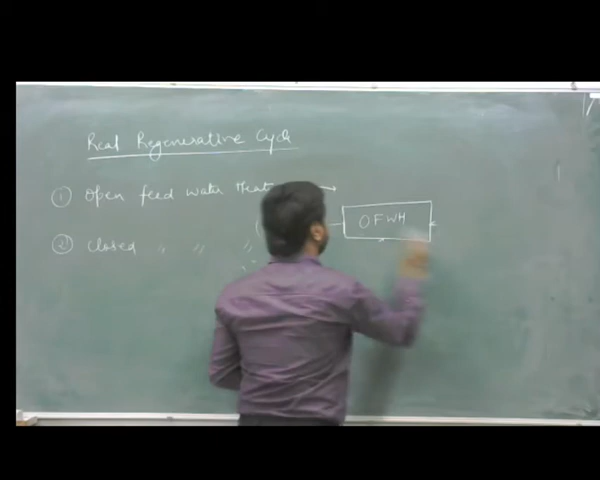 Real Regenerative Cycle
① Open feed water Heat
OFWH
② Closed " " "